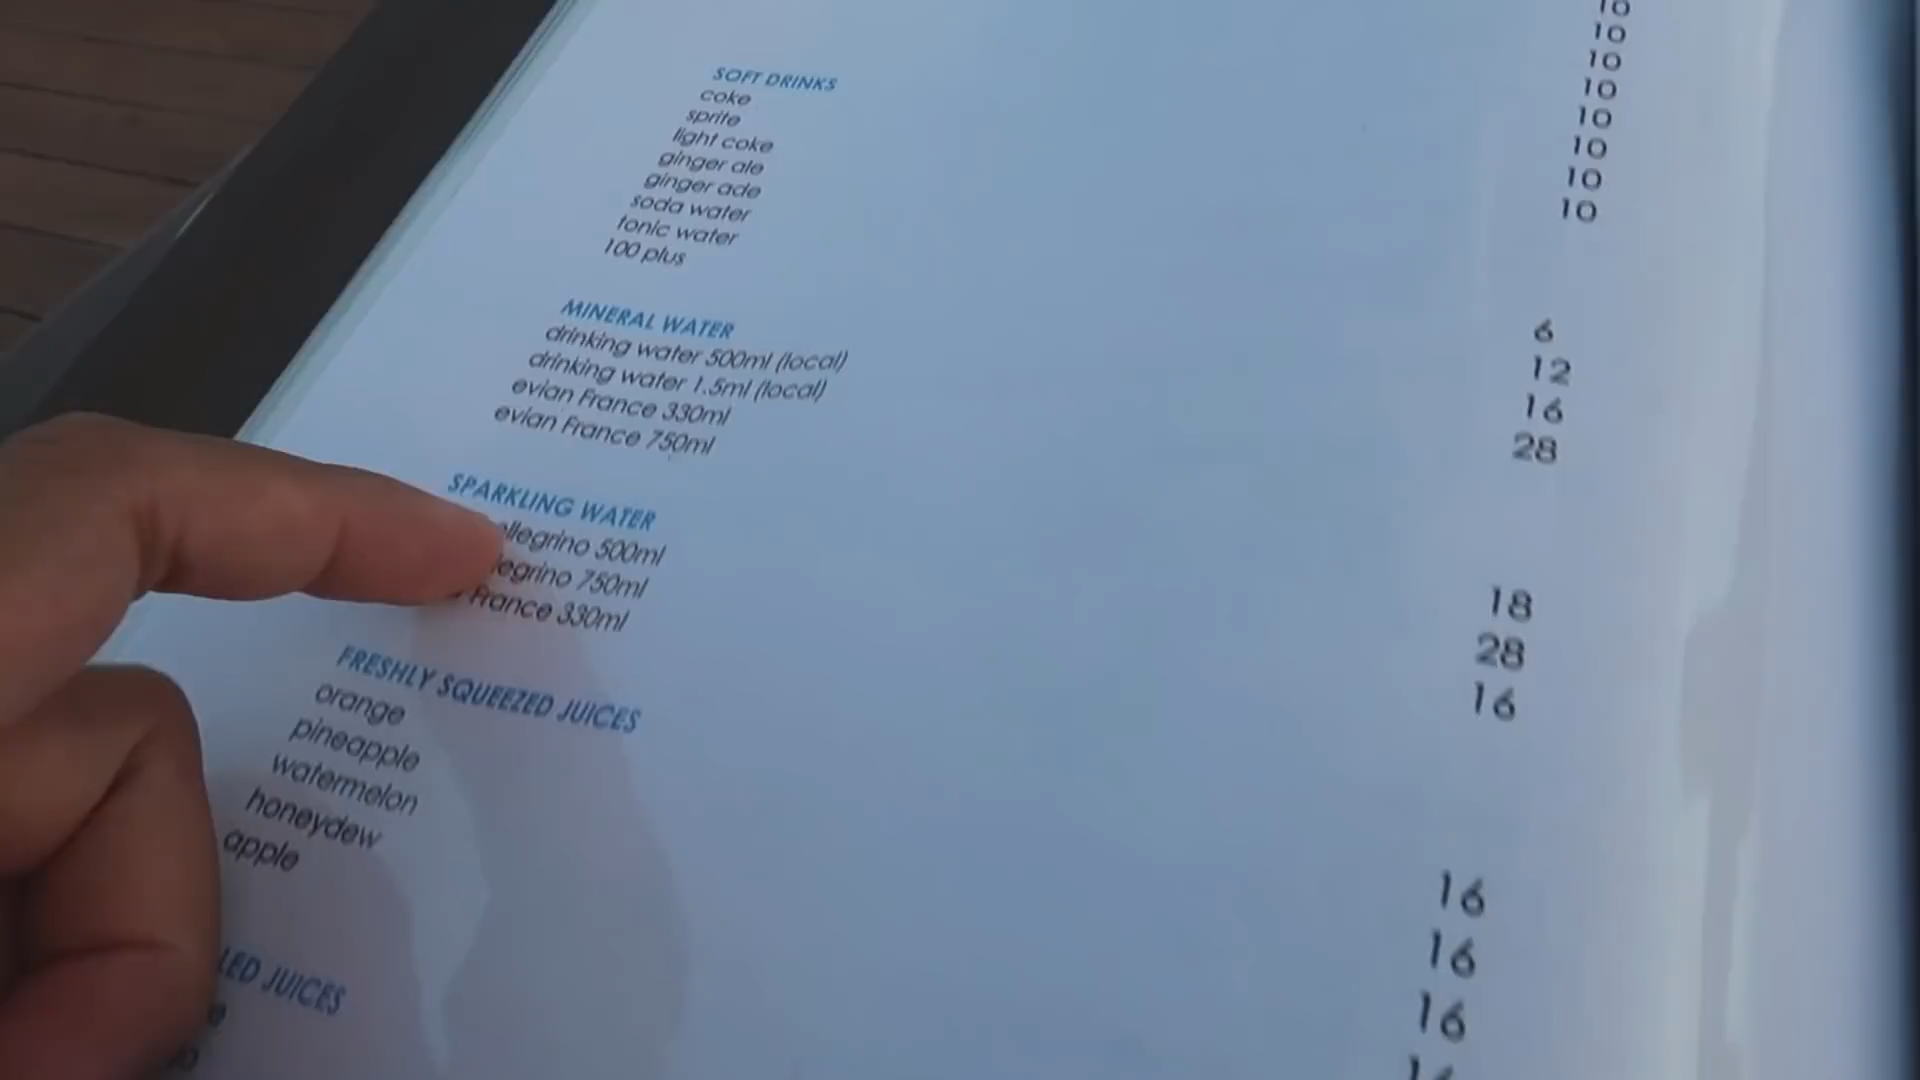 SOFT DRINKS
coke 10
sprite 10
light coke 10
ginger ale 10
ginger ade 10
soda water 10
tonic water 10
100 plus 10
MINERAL WATER
drinking water 500ml (local) 6
drinking water 1.5ml (local) 12
evian France 330ml 16
evian France 750ml 28
SPARKLING WATER
500ml 18
750ml 28
France 330ml 16
FRESHLY SQUEEZED JUICES
orange 16
pineapple 16
watermelon 16
honeydew
apple
JUICES